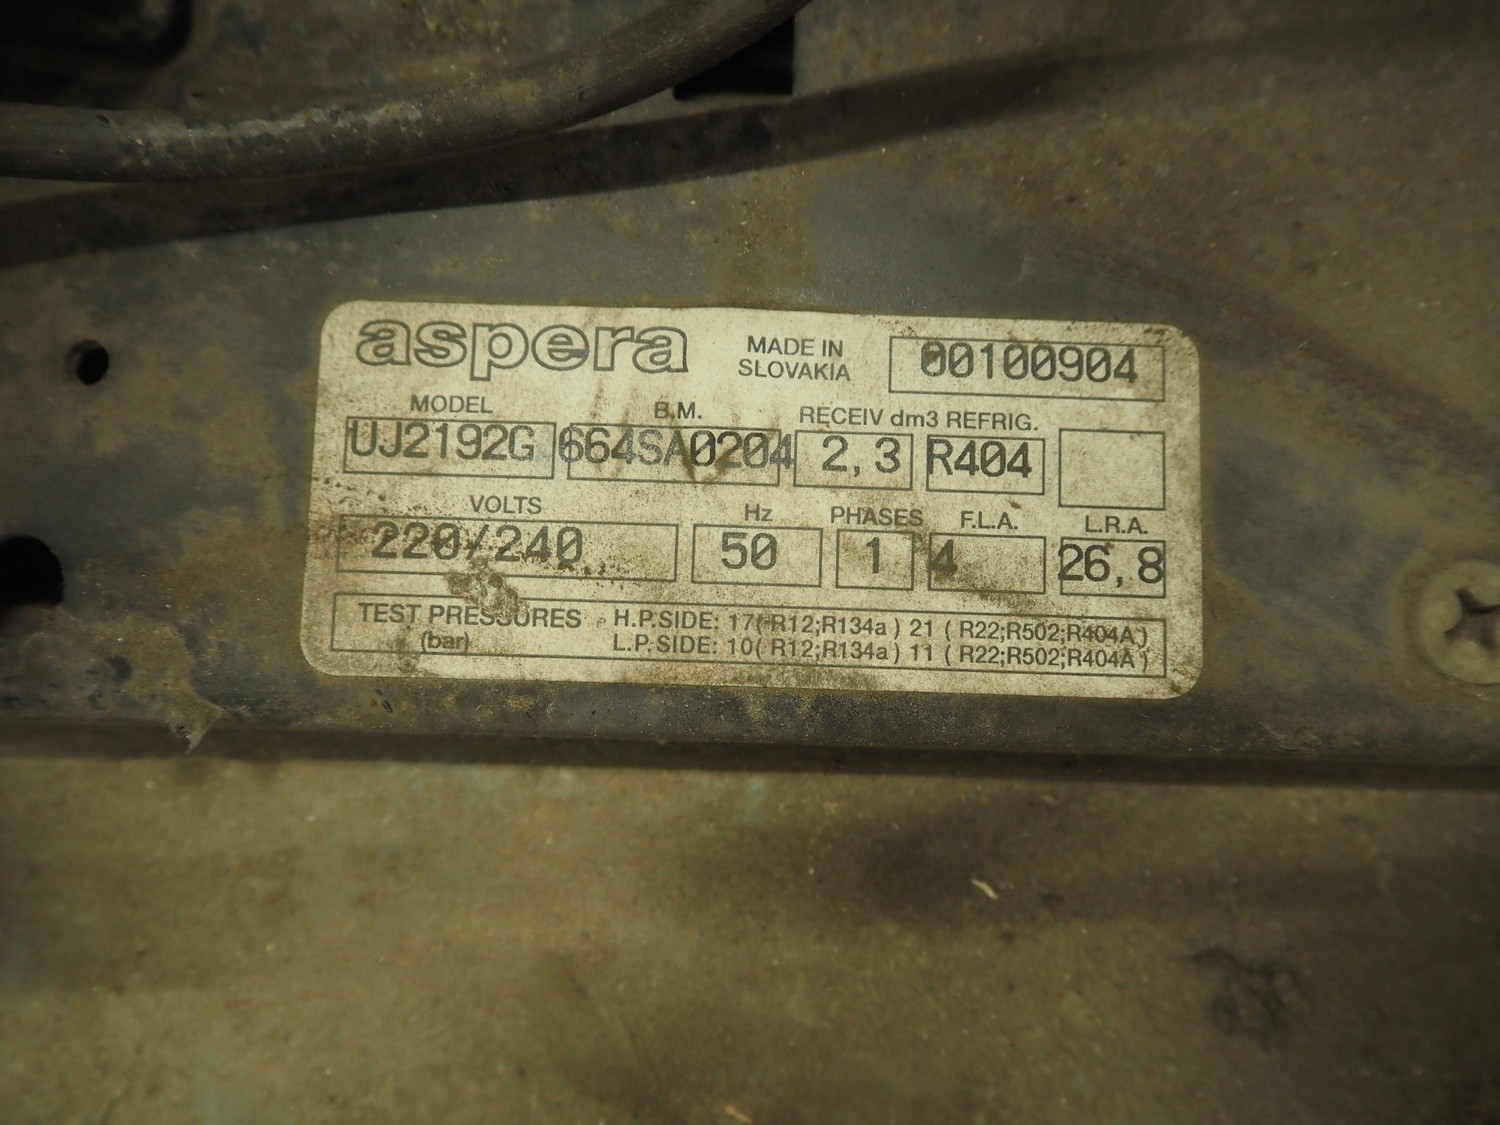 aspera MADE IN SLOVAKIA 00100904
MODEL B.M. RECEIV dm3 REFRIG.
UJ2192G 664SA0204 2,3 R404
VOLTS Hz PHASES F.L.A. L.R.A.
220/240 50 1 4 26,8
TEST PRESSURES (bar)
H.P.SIDE: 17(R12;R134a) 21 (R22;R502;R404A)
L.P.SIDE: 10(R12;R134a) 11 (R22;R502;R404A)